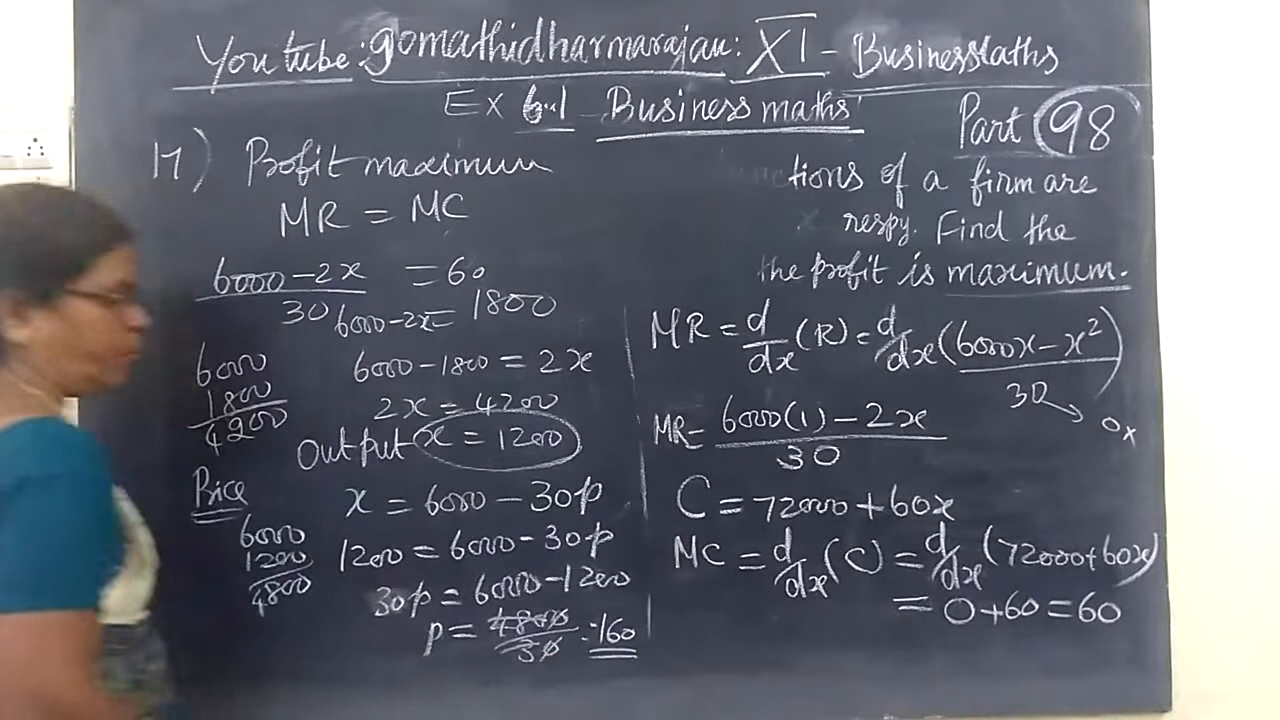 Youtube: gomathidharmarajan: XI - Businessmaths
Ex 6.1 Business maths
Part 98
17) Profit maximum
MR = MC
6000-2x = 60
30
6000-2x = 1800
6000
1800
4200
6000-1800 = 2x
2x = 4200
Output x = 1200
Price
x = 6000 - 30p
6000
1200
4800
1200 = 6000 - 30p
30p = 6000-1200
p = 4800 = 160
30
ctions of a firm are
x respy. Find the
the profit is maximum.
MR = d/dx (R) = d/dx (6000x - x²
30 )
0x
MR = 6000(1) - 2x
30
C = 72000 + 60x
MC = d/dx (C) = d/dx (72000+60x)
= 0+60 = 60